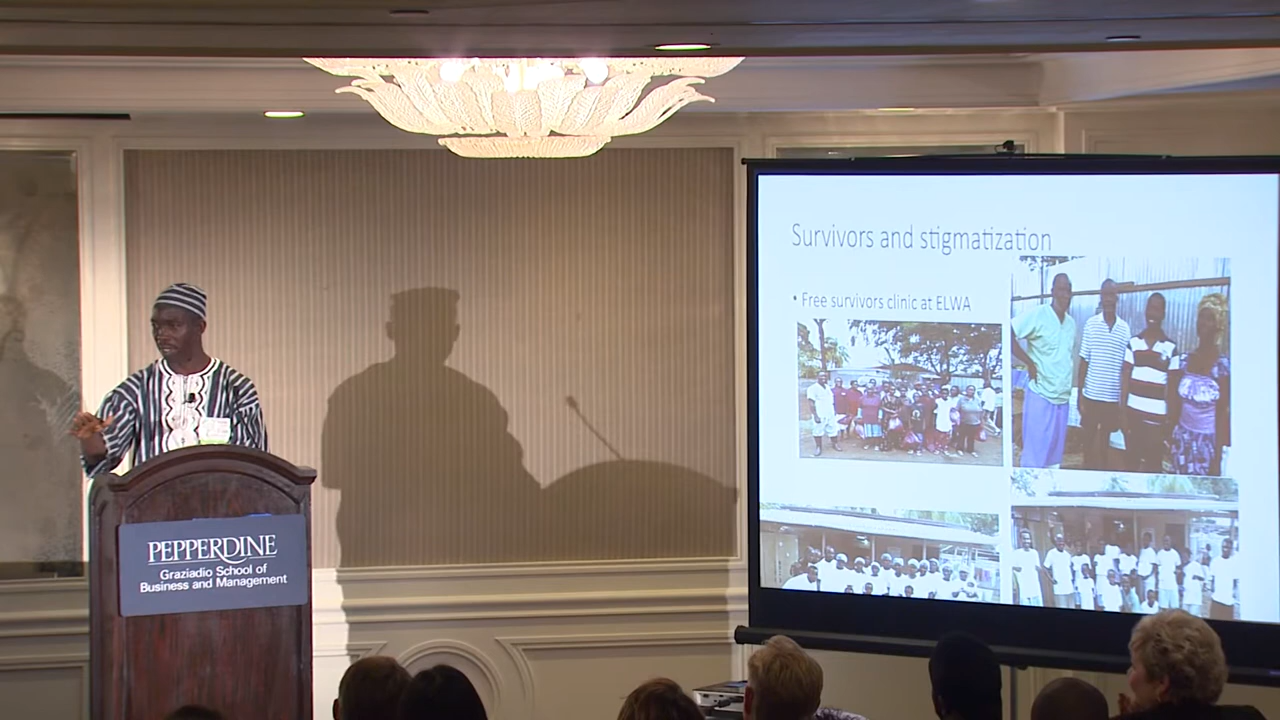 Survivors and stigmatization
• Free survivors clinic at ELWA
PEPPERDINE
Graziadio School of
Business and Management